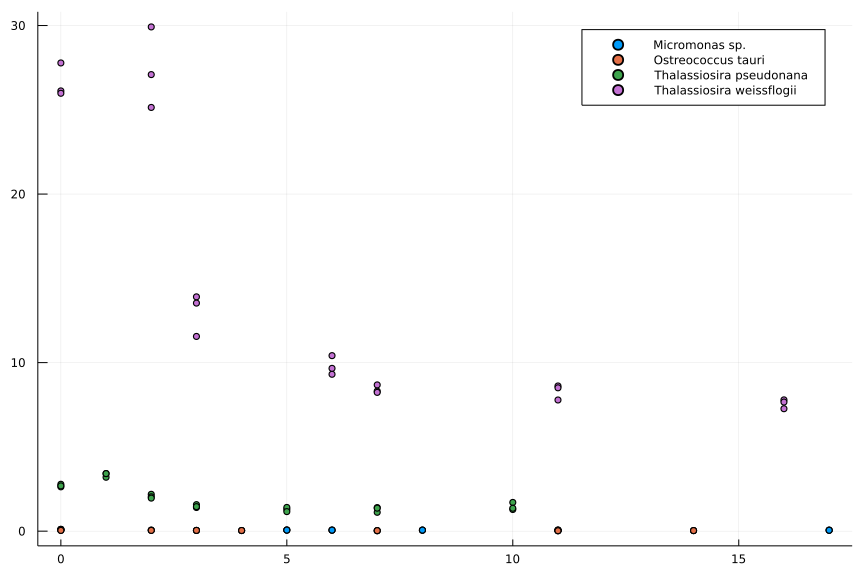 30
Micromonas sp.
Ostreococcus tauri
Thalassiosira pseudonana
Thalassiosira weissflogii
20
10
0
0 5 10 15